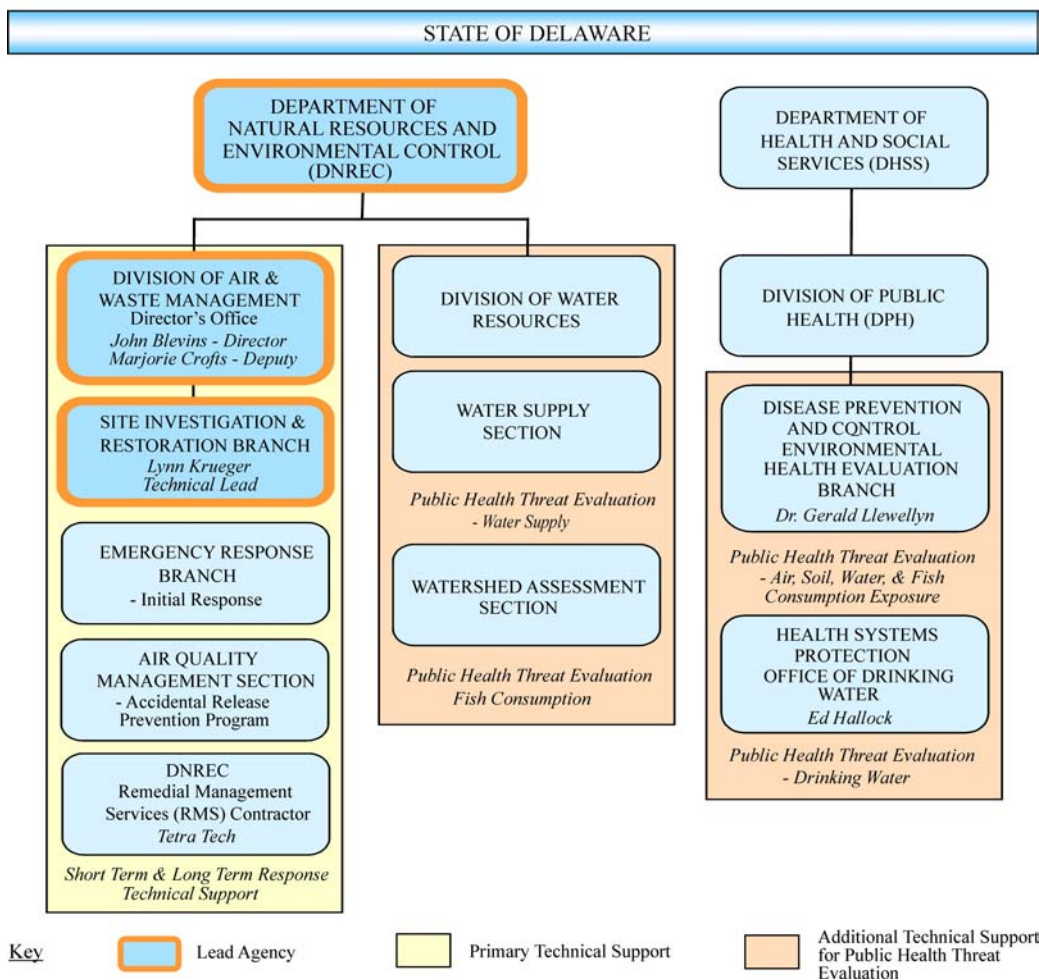 STATE OF DELAWARE
DEPARTMENT OF
NATURAL RESOURCES AND
ENVIRONMENTAL CONTROL
(DNREC)
DEPARTMENT OF
HEALTH AND SOCIAL
SERVICES (DHSS)
DIVISION OF AIR &
WASTE MANAGEMENT
Director's Office
John Blevins - Director
Marjorie Crofts - Deputy
SITE INVESTIGATION &
RESTORATION BRANCH
Lynn Krueger
Technical Lead
EMERGENCY RESPONSE
BRANCH
- Initial Response
AIR QUALITY
MANAGEMENT SECTION
- Accidental Release
Prevention Program
DNREC
Remedial Management
Services (RMS) Contractor
Tetra Tech
Short Term & Long Term Response
Technical Support
DIVISION OF WATER
RESOURCES
WATER SUPPLY
SECTION
Public Health Threat Evaluation
- Water Supply
WATERSHED ASSESSMENT
SECTION
Public Health Threat Evaluation
Fish Consumption
DIVISION OF PUBLIC
HEALTH (DPH)
DISEASE PREVENTION
AND CQNTROL
ENVIRONMENTAL
HEALTH EVALUATION
BRANCH
Dr. Gerald Llewellyn
Public Health Threat Evaluation
- Air, Soil, Water, & Fish
Consumption Exposure
HEALTH SYSTEMS
PROTECTION
OFFICE OF DRINKING
WATER
Ed Hallock
Public Health Threat Evaluation
- Drinking Water
Key
Lead Agency
Primary Technical Support
Additional Technical Support
for Public Health Threat
Evaluation